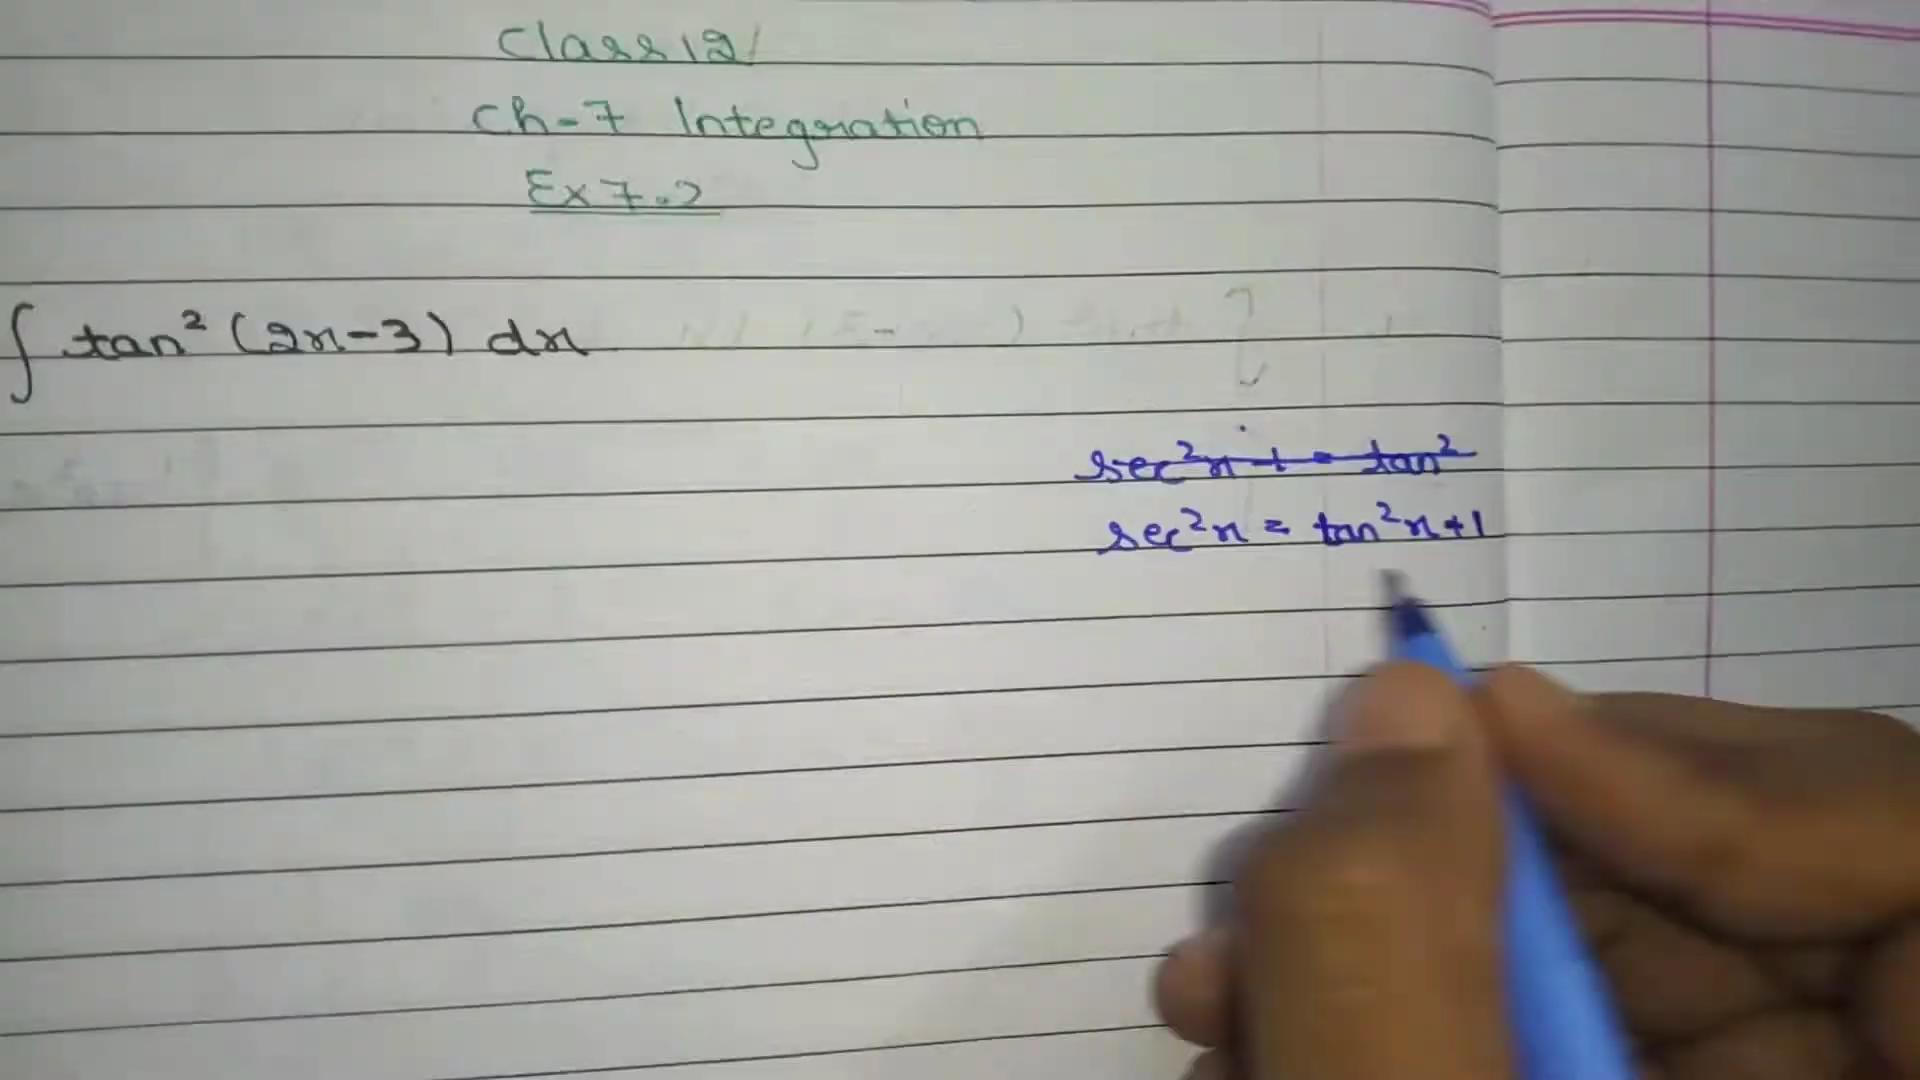 Class 12
Ch-7 Integration
Ex 7.2
∫ tan² (2x-3) dx
sec²x - 1 = tan²
sec²x = tan²x+1